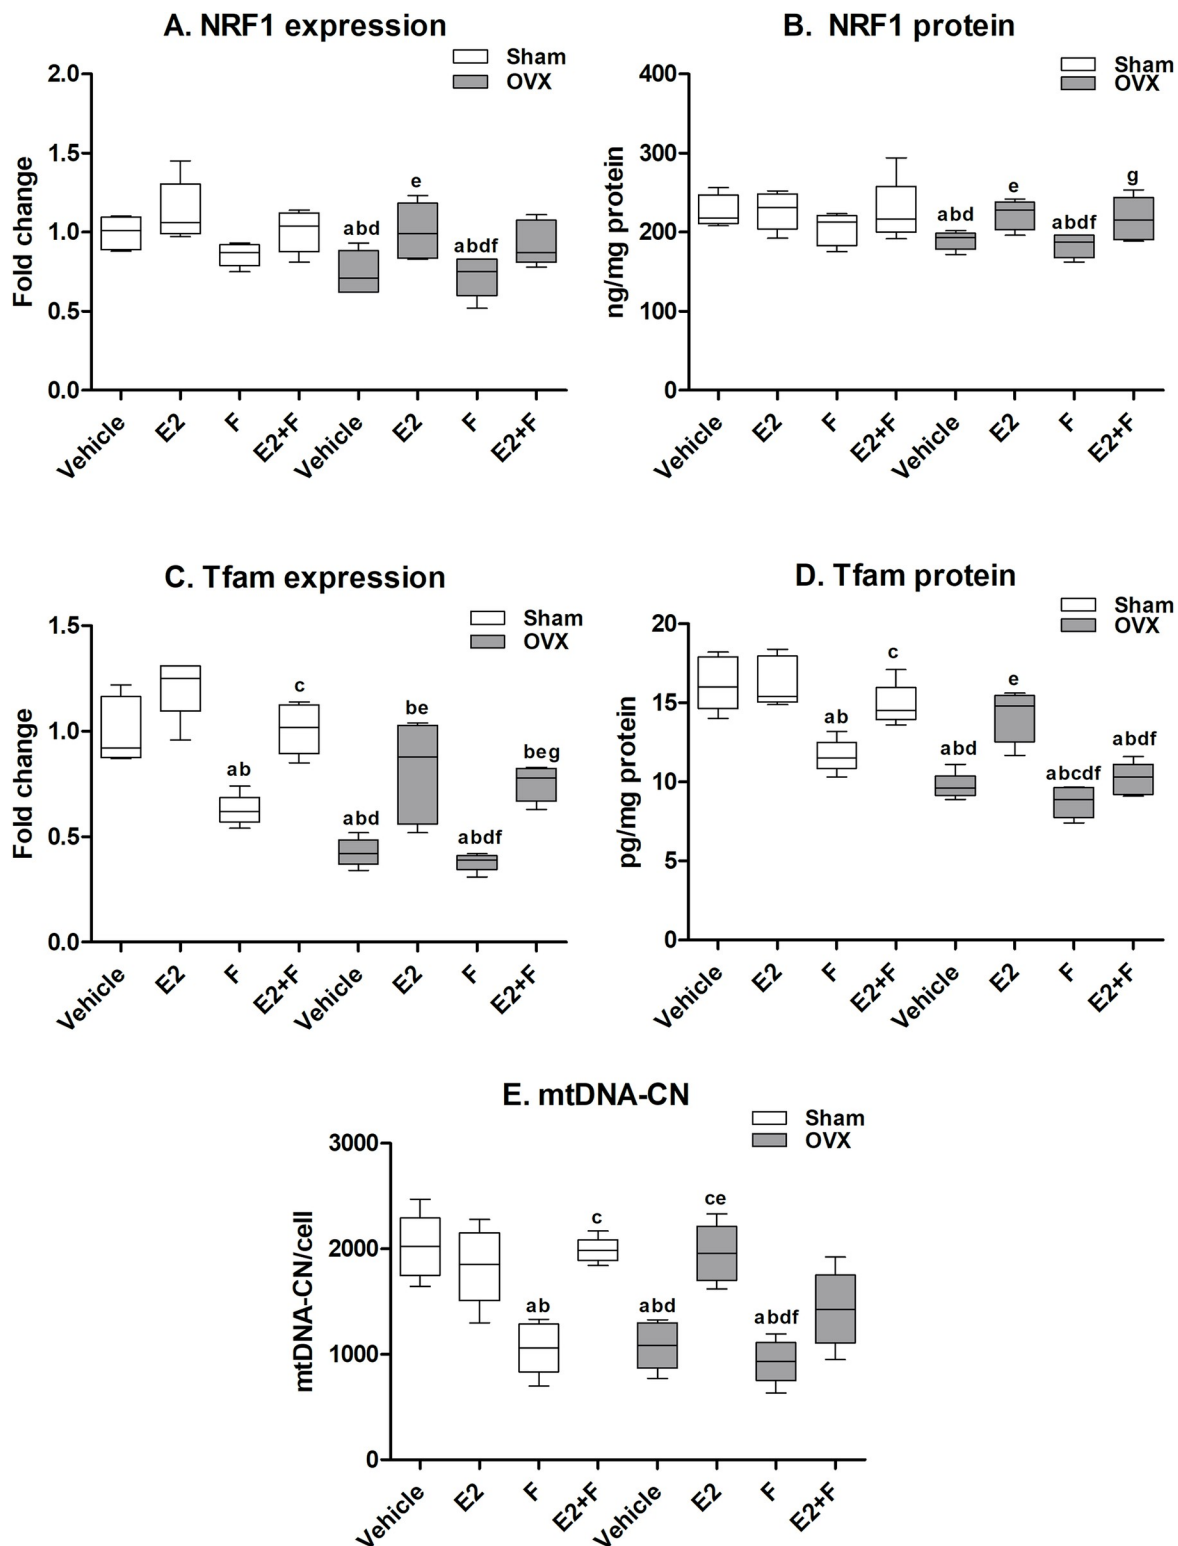 A. NRF1 expression
Sham
OVX
Fold change
2.0
1.5
1.0
0.5
0.0
abd
e
abdf
Vehicle
E2
F
E2+F
Vehicle
E2
F
E2+F
B. NRF1 protein
Sham
OVX
ng/mg protein
400
300
200
100
0
abd
e
abdf
g
Vehicle
E2
F
E2+F
Vehicle
E2
F
E2+F
C. Tfam expression
Sham
OVX
Fold change
1.5
1.0
0.5
0.0
ab
c
abd
be
abdf
beg
Vehicle
E2
F
E2+F
Vehicle
E2
F
E2+F
D. Tfam protein
Sham
OVX
pg/mg protein
20
15
10
5
0
ab
c
abd
e
abcdf
abdf
Vehicle
E2
F
E2+F
Vehicle
E2
F
E2+F
E. mtDNA-CN
Sham
OVX
mtDNA-CN/cell
3000
2000
1000
0
ab
c
abd
ce
abdf
Vehicle
E2
F
E2+F
Vehicle
E2
F
E2+F